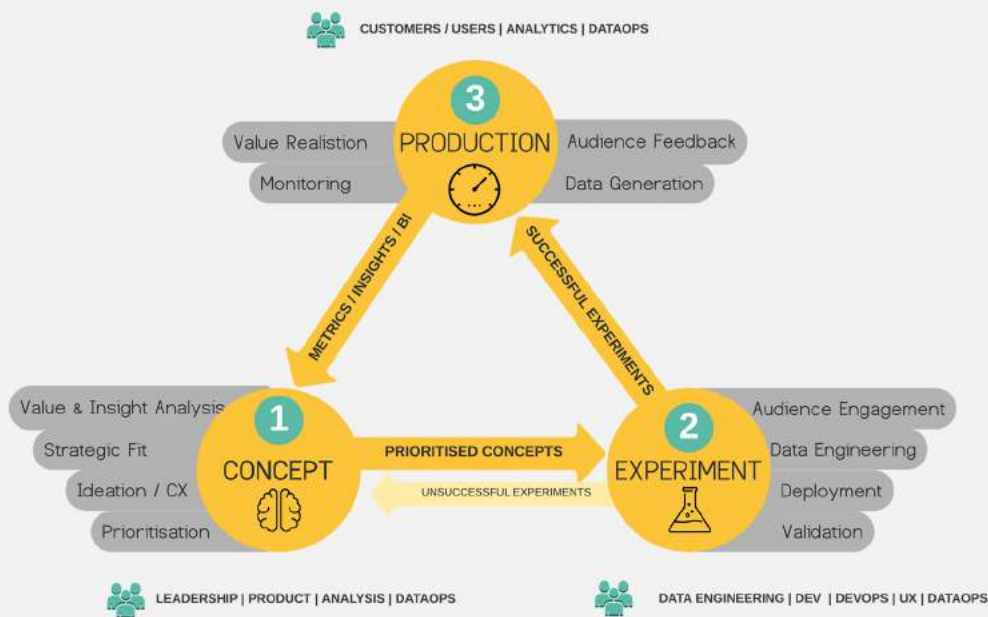 CUSTOMERS / USERS | ANALYTICS | DATAOPS
3
PRODUCTION
Value Realistion
Monitoring
Audience Feedback
Data Generation
METRICS / INSIGHTS / BI
SUCCESSFUL EXPERIMENTS
Value & Insight Analysis
Strategic Fit
Ideation / CX
Prioritisation
1
CONCEPT
PRIORITISED CONCEPTS
UNSUCCESSFUL EXPERIMENTS
2
EXPERIMENT
Audience Engagement
Data Engineering
Deployment
Validation
LEADERSHIP | PRODUCT | ANALYSIS | DATAOPS
DATA ENGINEERING | DEV | DEVOPS | UX | DATAOPS